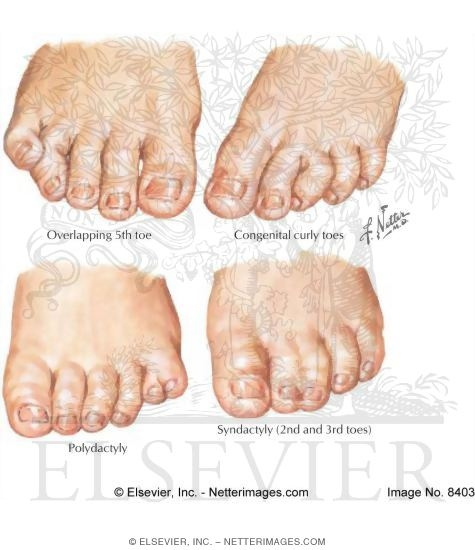 Overlapping 5th toe
Congenital curly toes
F. Netter
M.D.
Polydactyly
Syndactyly (2nd and 3rd toes)
ELSEVIER
© Elsevier, Inc. - Netterimages.com
Image No. 8403
© ELSEVIER, INC. – NETTERIMAGES.COM